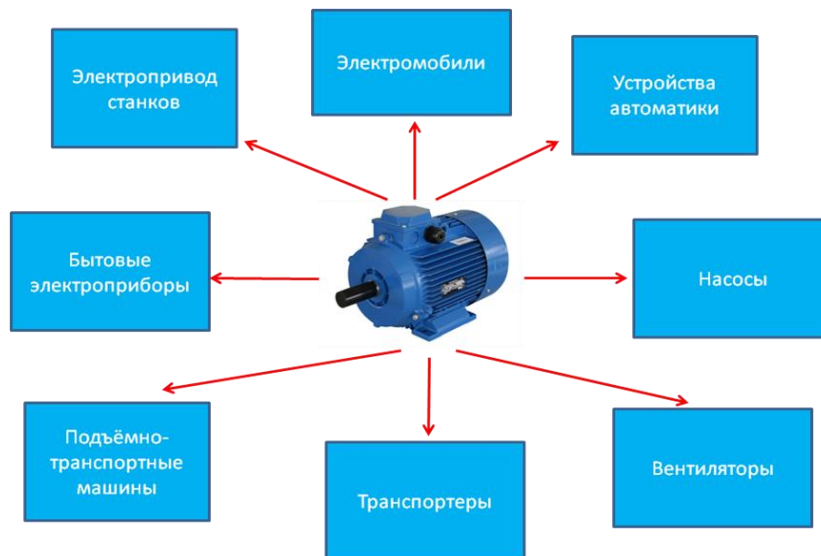 Электропривод
станков
Электромобили
Устройства
автоматики
Бытовые
электроприборы
Насосы
Подъёмно-
транспортные
машины
Транспортеры
Вентиляторы